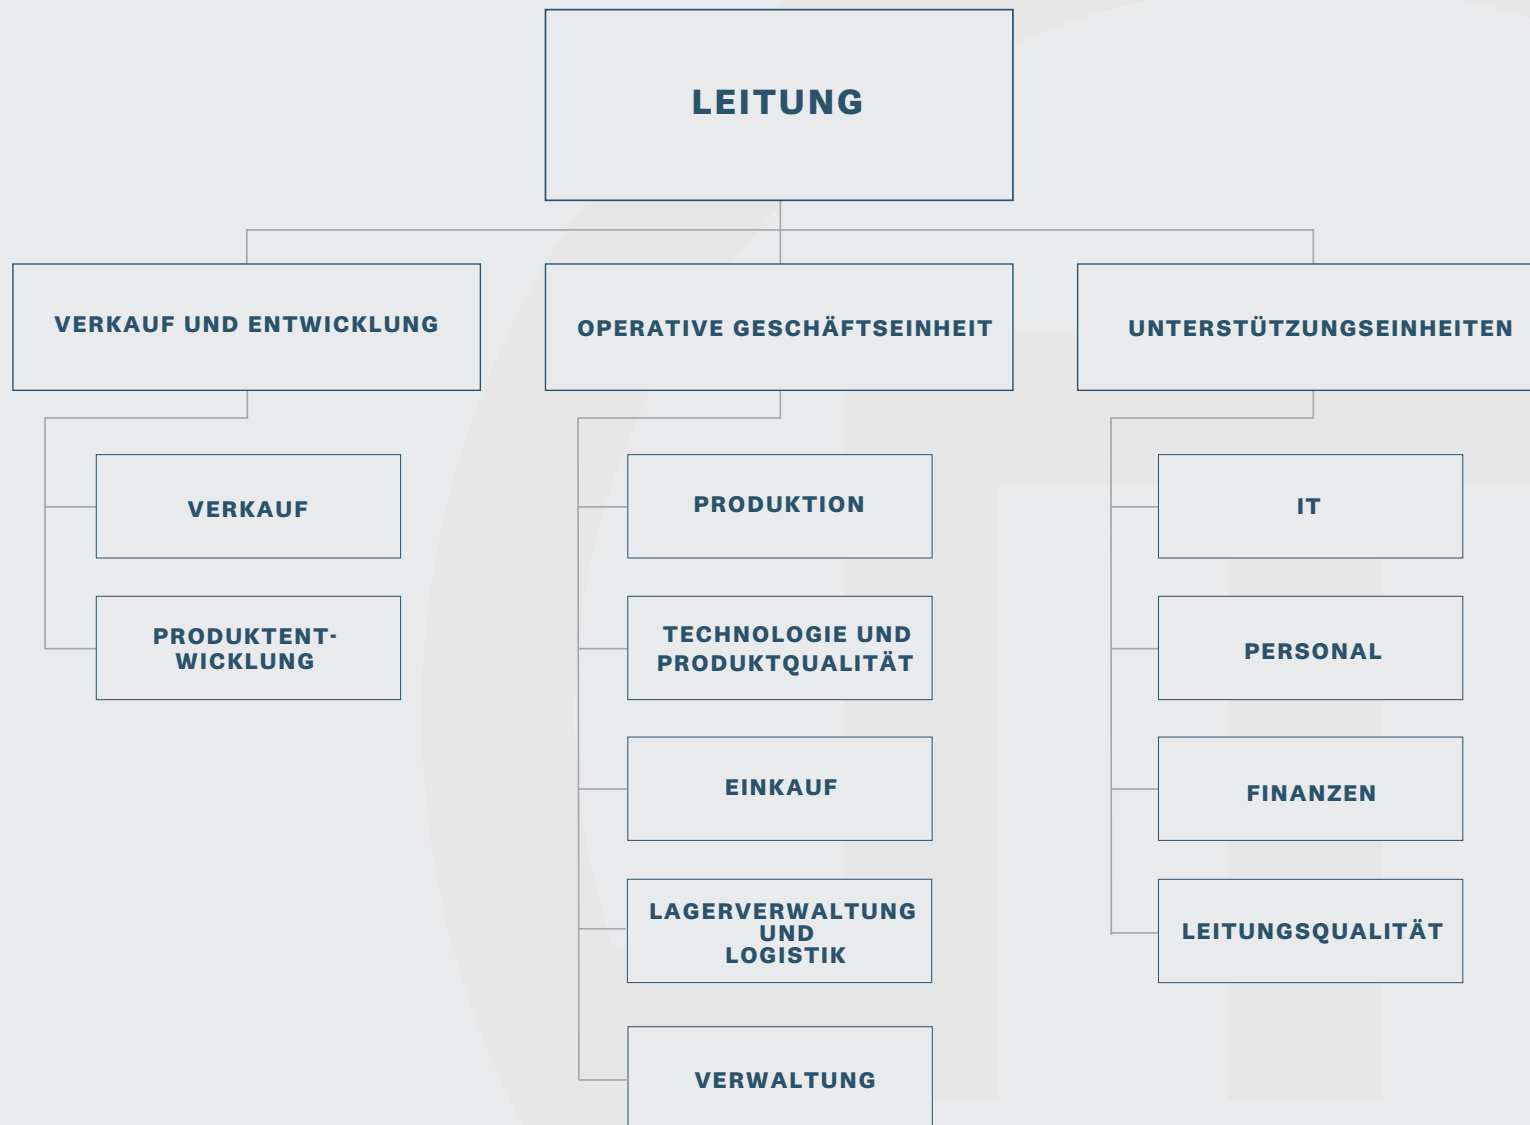 LEITUNG
VERKAUF UND ENTWICKLUNG
OPERATIVE GESCHÄFTSEINHEIT
UNTERSTÜTZUNGSEINHEITEN
VERKAUF
PRODUKTENT-
WICKLUNG
PRODUKTION
TECHNOLOGIE UND
PRODUKTQUALITÄT
EINKAUF
LAGERVERWALTUNG
UND
LOGISTIK
VERWALTUNG
IT
PERSONAL
FINANZEN
LEITUNGSQUALITÄT